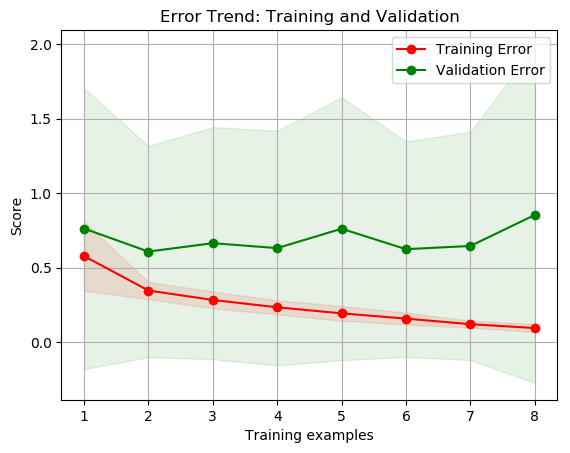 Error Trend: Training and Validation
2.0
1.5
1.0
0.5
0.0
Score
Training Error
Validation Error
1 2 3 4 5 6 7 8
Training examples